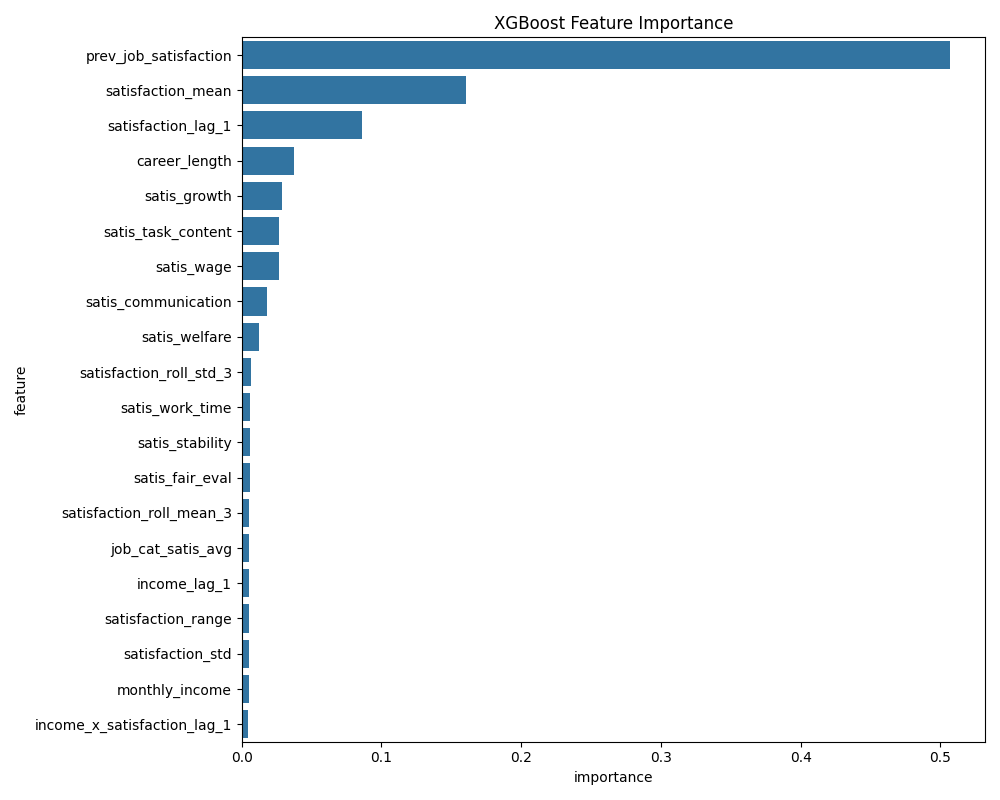 XGBoost Feature Importance
feature
prev_job_satisfaction
satisfaction_mean
satisfaction_lag_1
career_length
satis_growth
satis_task_content
satis_wage
satis_communication
satis_welfare
satisfaction_roll_std_3
satis_work_time
satis_stability
satis_fair_eval
satisfaction_roll_mean_3
job_cat_satis_avg
income_lag_1
satisfaction_range
satisfaction_std
monthly_income
income_x_satisfaction_lag_1
0.0 0.1 0.2 0.3 0.4 0.5
importance